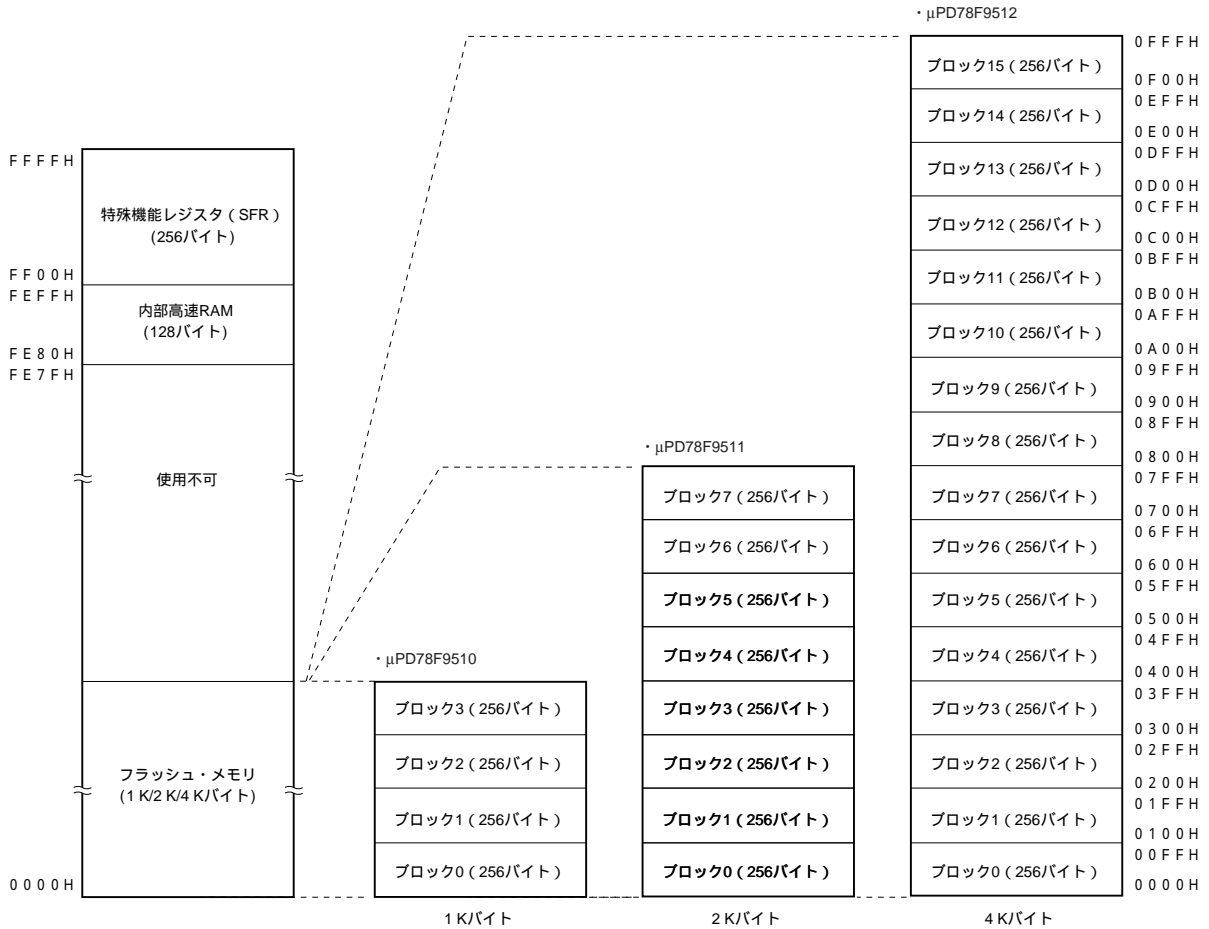 ・μPD78F9512
0FFFH
ブロック15（256バイト）
0F00H
0EFFH
ブロック14（256バイト）
0E00H
0DFFH
ブロック13（256バイト）
0D00H
0CFFH
ブロック12（256バイト）
0C00H
0BFFH
ブロック11（256バイト）
0B00H
0AFFH
ブロック10（256バイト）
0A00H
09FFH
ブロック9（256バイト）
0900H
08FFH
ブロック8（256バイト）
0800H
07FFH
ブロック7（256バイト）
0700H
06FFH
ブロック6（256バイト）
0600H
05FFH
ブロック5（256バイト）
0500H
04FFH
ブロック4（256バイト）
0400H
03FFH
ブロック3（256バイト）
0300H
02FFH
ブロック2（256バイト）
0200H
01FFH
ブロック1（256バイト）
0100H
00FFH
ブロック0（256バイト）
0000H
4 Kバイト
FFFFH
特殊機能レジスタ（SFR）
(256バイト)
FF00H
FEFFH
内部高速RAM
(128バイト)
FE80H
FE7FH
使用不可
フラッシュ・メモリ
(1 K/2 K/4 Kバイト)
0000H
・μPD78F9510
ブロック3（256バイト）
ブロック2（256バイト）
ブロック1（256バイト）
ブロック0（256バイト）
1 Kバイト
・μPD78F9511
ブロック7（256バイト）
ブロック6（256バイト）
ブロック5（256バイト）
ブロック4（256バイト）
ブロック3（256バイト）
ブロック2（256バイト）
ブロック1（256バイト）
ブロック0（256バイト）
2 Kバイト